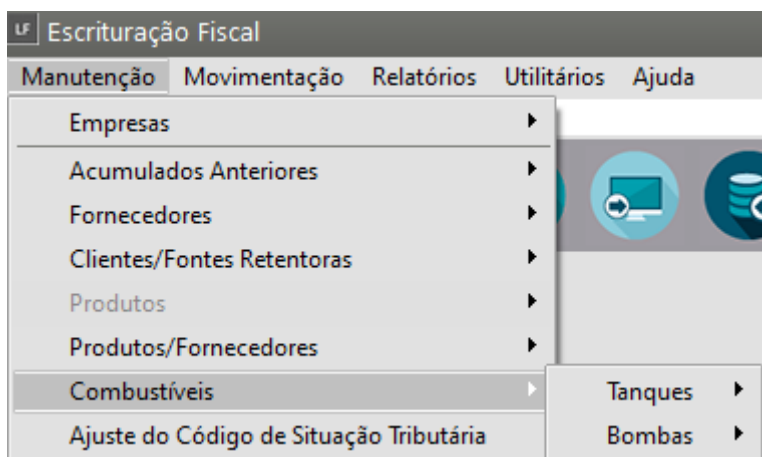 LF Escrituração Fiscal
Manutenção Movimentação Relatórios Utilitários Ajuda
Empresas
Acumulados Anteriores
Fornecedores
Clientes/Fontes Retentoras
Produtos
Produtos/Fornecedores
Combustíveis Tanques
Ajuste do Código de Situação Tributária Bombas